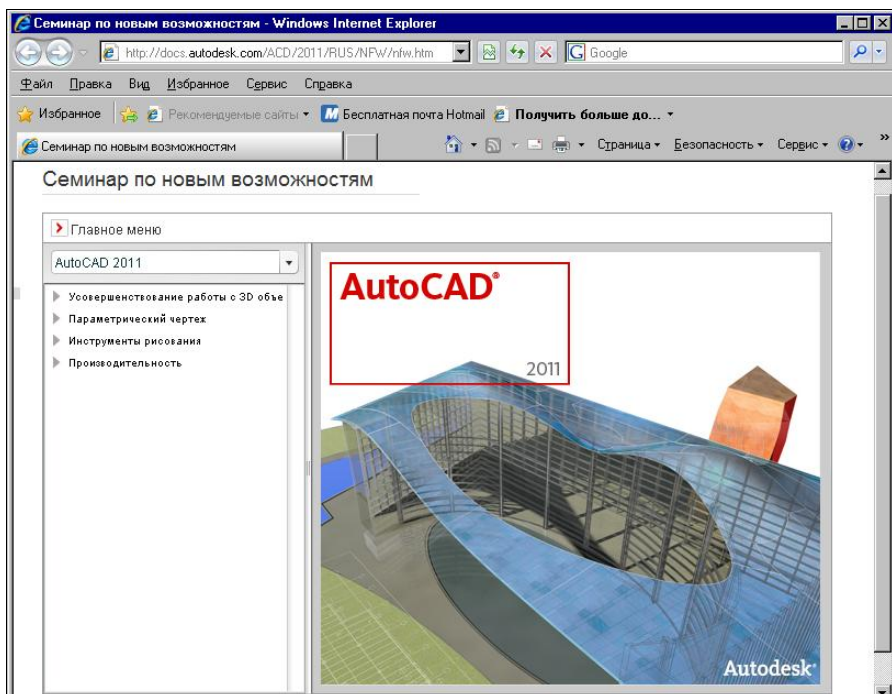 Семинар по новым возможностям - Windows Internet Explorer
http://docs.autodesk.com/ACD/2011/RUS/NFW/nfw.htm
Google
Файл Правка Вид Избранное Сервис Справка
Избранное Рекомендуемые сайты Бесплатная почта Hotmail Получить больше до...
Семинар по новым возможностям
Страница Безопасность Сервис »
Семинар по новым возможностям
Главное меню
AutoCAD 2011
Усовершенствование работы с 3D объе
Параметрический чертеж
Инструменты рисования
Производительность
AutoCAD®
2011
Autodesk®